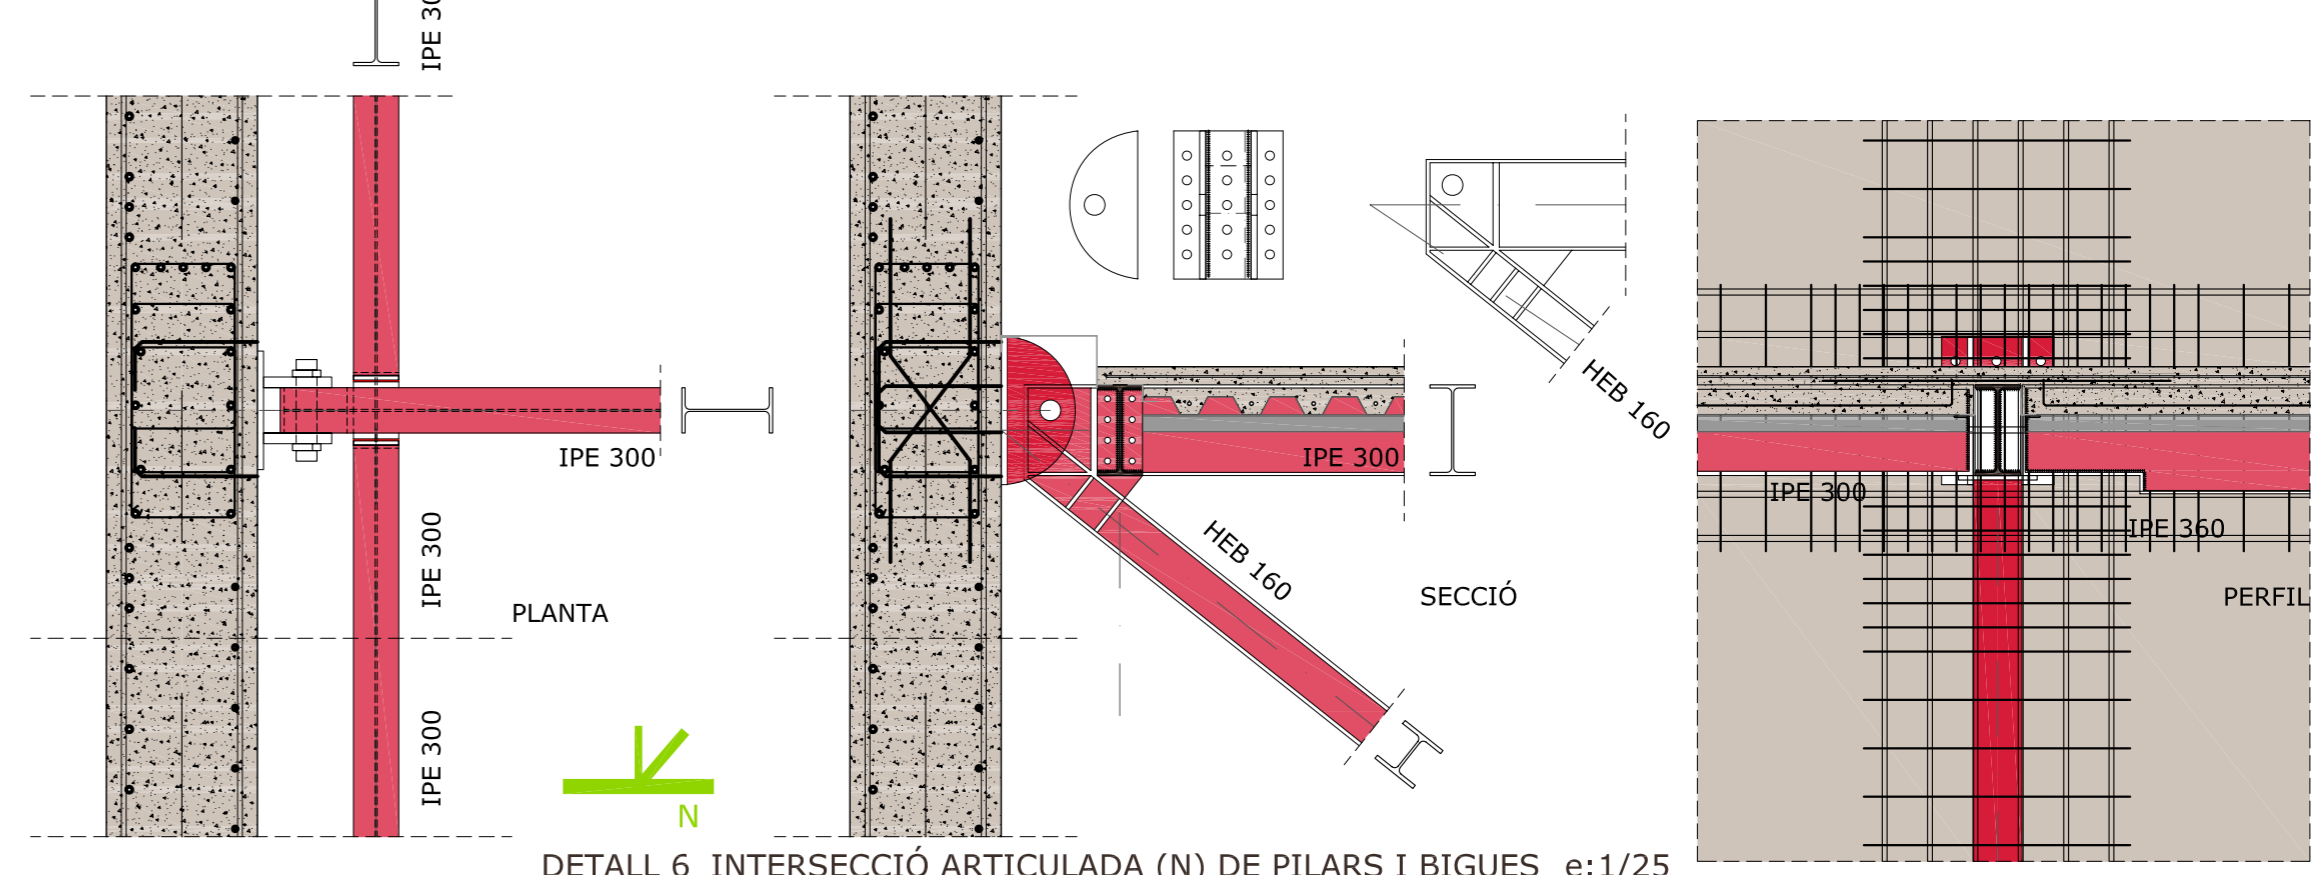 IPE 300
IPE 300
PLANTA
IPE 300
IPE 300
N
HEB 160
IPE 300
HEB 160
SECCIÓ
IPE 300
IPE 360
PERFIL
DETALL 6 INTERSECCIÓ ARTICULADA (N) DE PILARS I BIGUES e:1/25